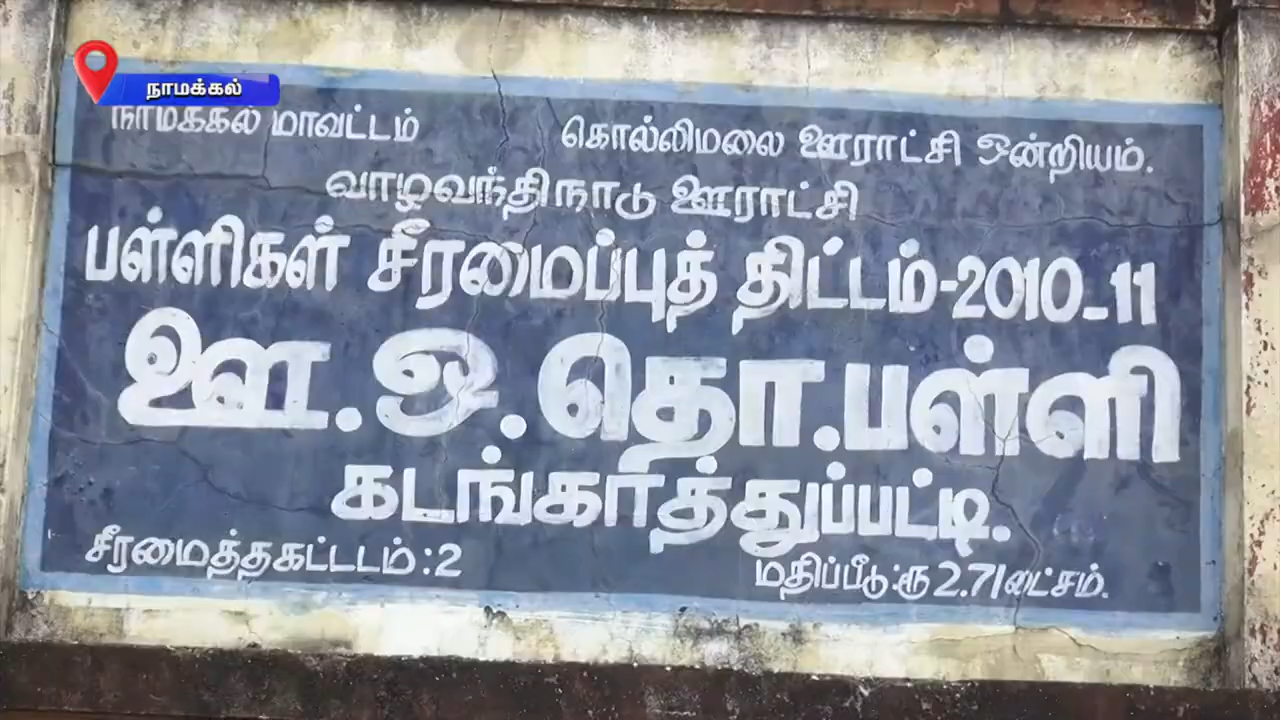 நாமக்கல்
நாமக்கல் மாவட்டம் கொல்லிமலை ஊராட்சி ஒன்றியம்.
வாழவந்திநாடு ஊராட்சி
பள்ளிகள் சீரமைப்புத் திட்டம்-2010-11
ஊ.ஒ.தொ.பள்ளி
கடங்கரித்துப்பட்டி.
சீரமைத்தகட்டடம்:2 மதிப்பீடு:ரூ 2.71லட்சம்.